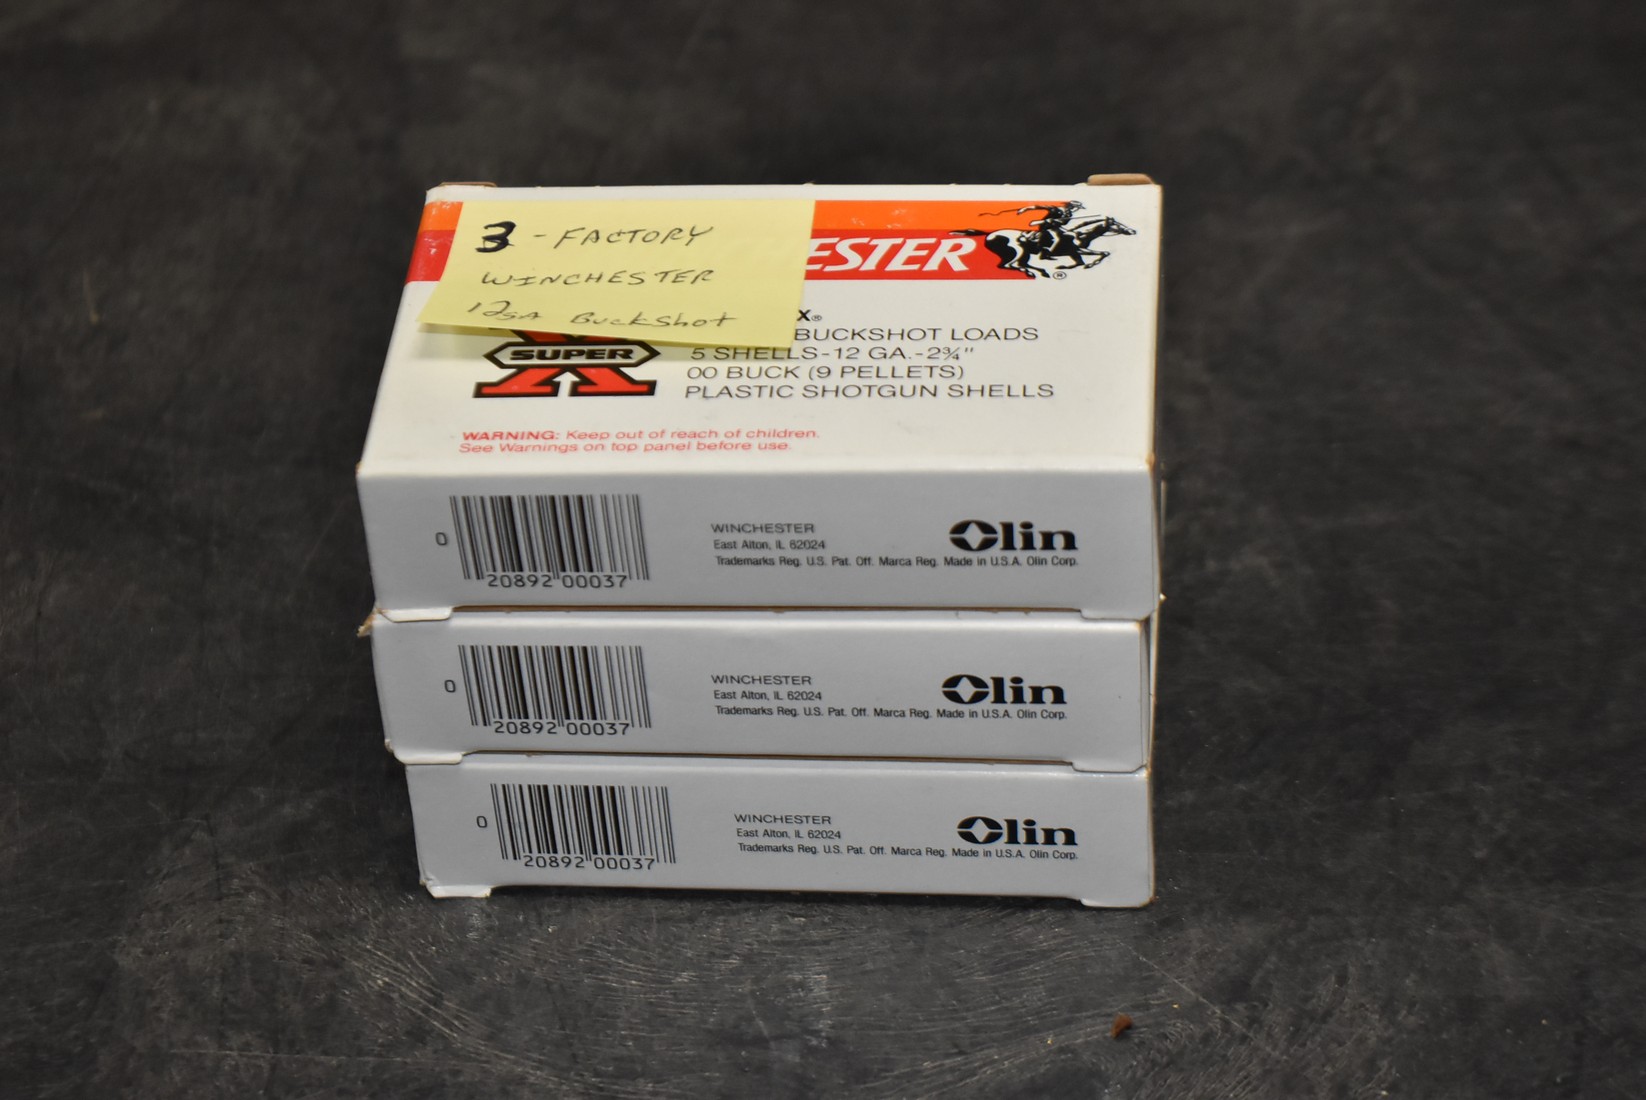 3 - FACTORY
WINCHESTER
12GA BuckShot
ESTER
®
X®
BUCKSHOT LOADS
5 SHELLS-12 GA.-2¾"
00 BUCK (9 PELLETS)
PLASTIC SHOTGUN SHELLS
SUPER
X
WARNING: Keep out of reach of children.
See Warnings on top panel before use.
0 20892 00037
WINCHESTER
East Alton, IL 62024
Trademarks Reg. U.S. Pat. Off. Marca Reg. Made in U.S.A. Olin Corp.
Olin
0 20892 00037
WINCHESTER
East Alton, IL 62024
Trademarks Reg. U.S. Pat. Off. Marca Reg. Made in U.S.A. Olin Corp.
Olin
0 20892 00037
WINCHESTER
East Alton, IL 62024
Trademarks Reg. U.S. Pat. Off. Marca Reg. Made in U.S.A. Olin Corp.
Olin